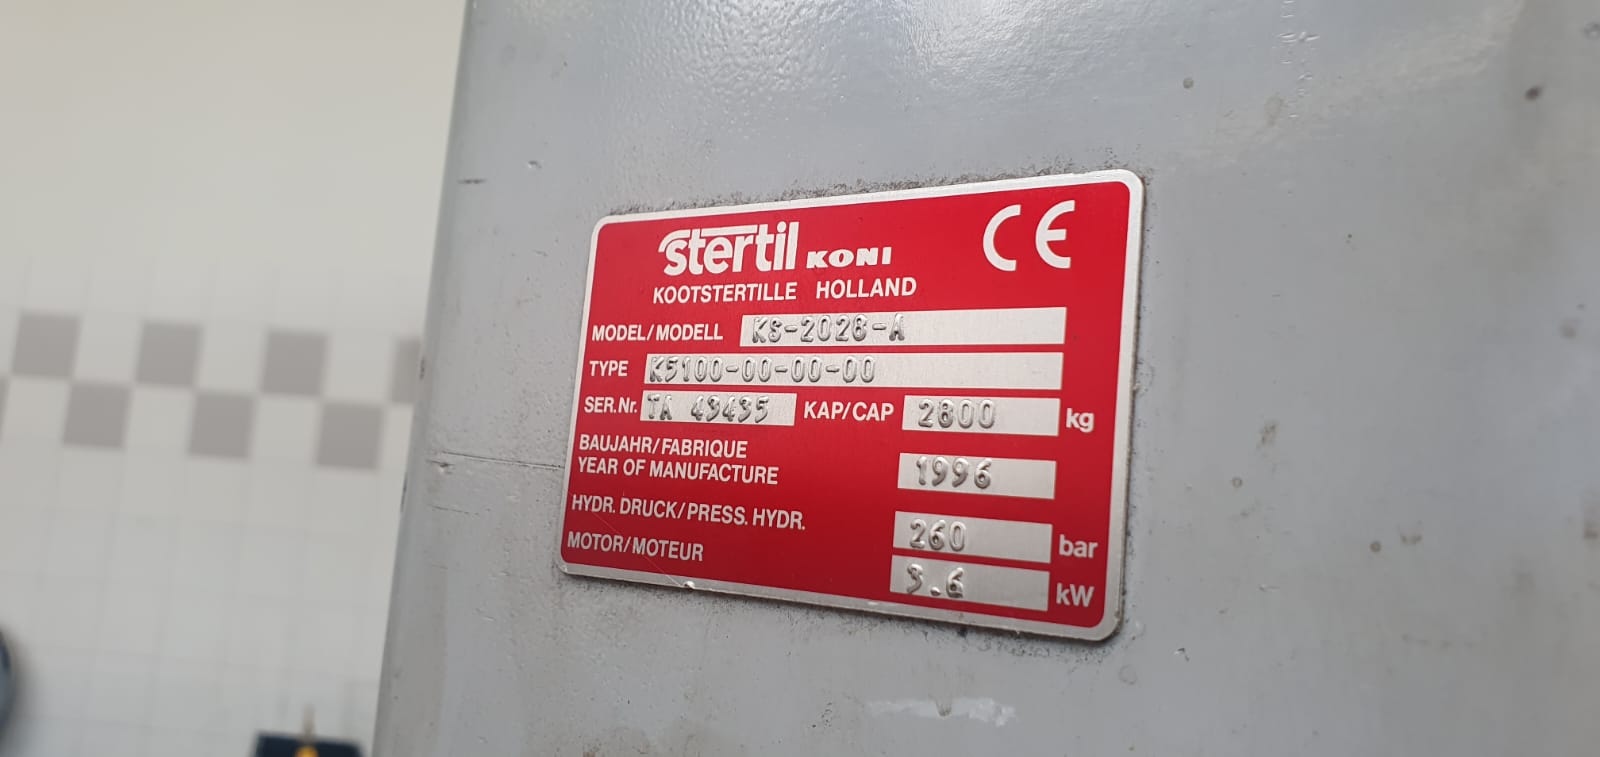 stertil KONI CE
KOOTSTERTILLE HOLLAND
MODEL/MODELL KS-2028-A
TYPE K5100-00-00-00
SER.Nr. TA 43435 KAP/CAP 2800 kg
BAUJAHR/FABRIQUE
YEAR OF MANUFACTURE 1996
HYDR. DRUCK/PRESS. HYDR. 260 bar
MOTOR/MOTEUR 3.6 kW